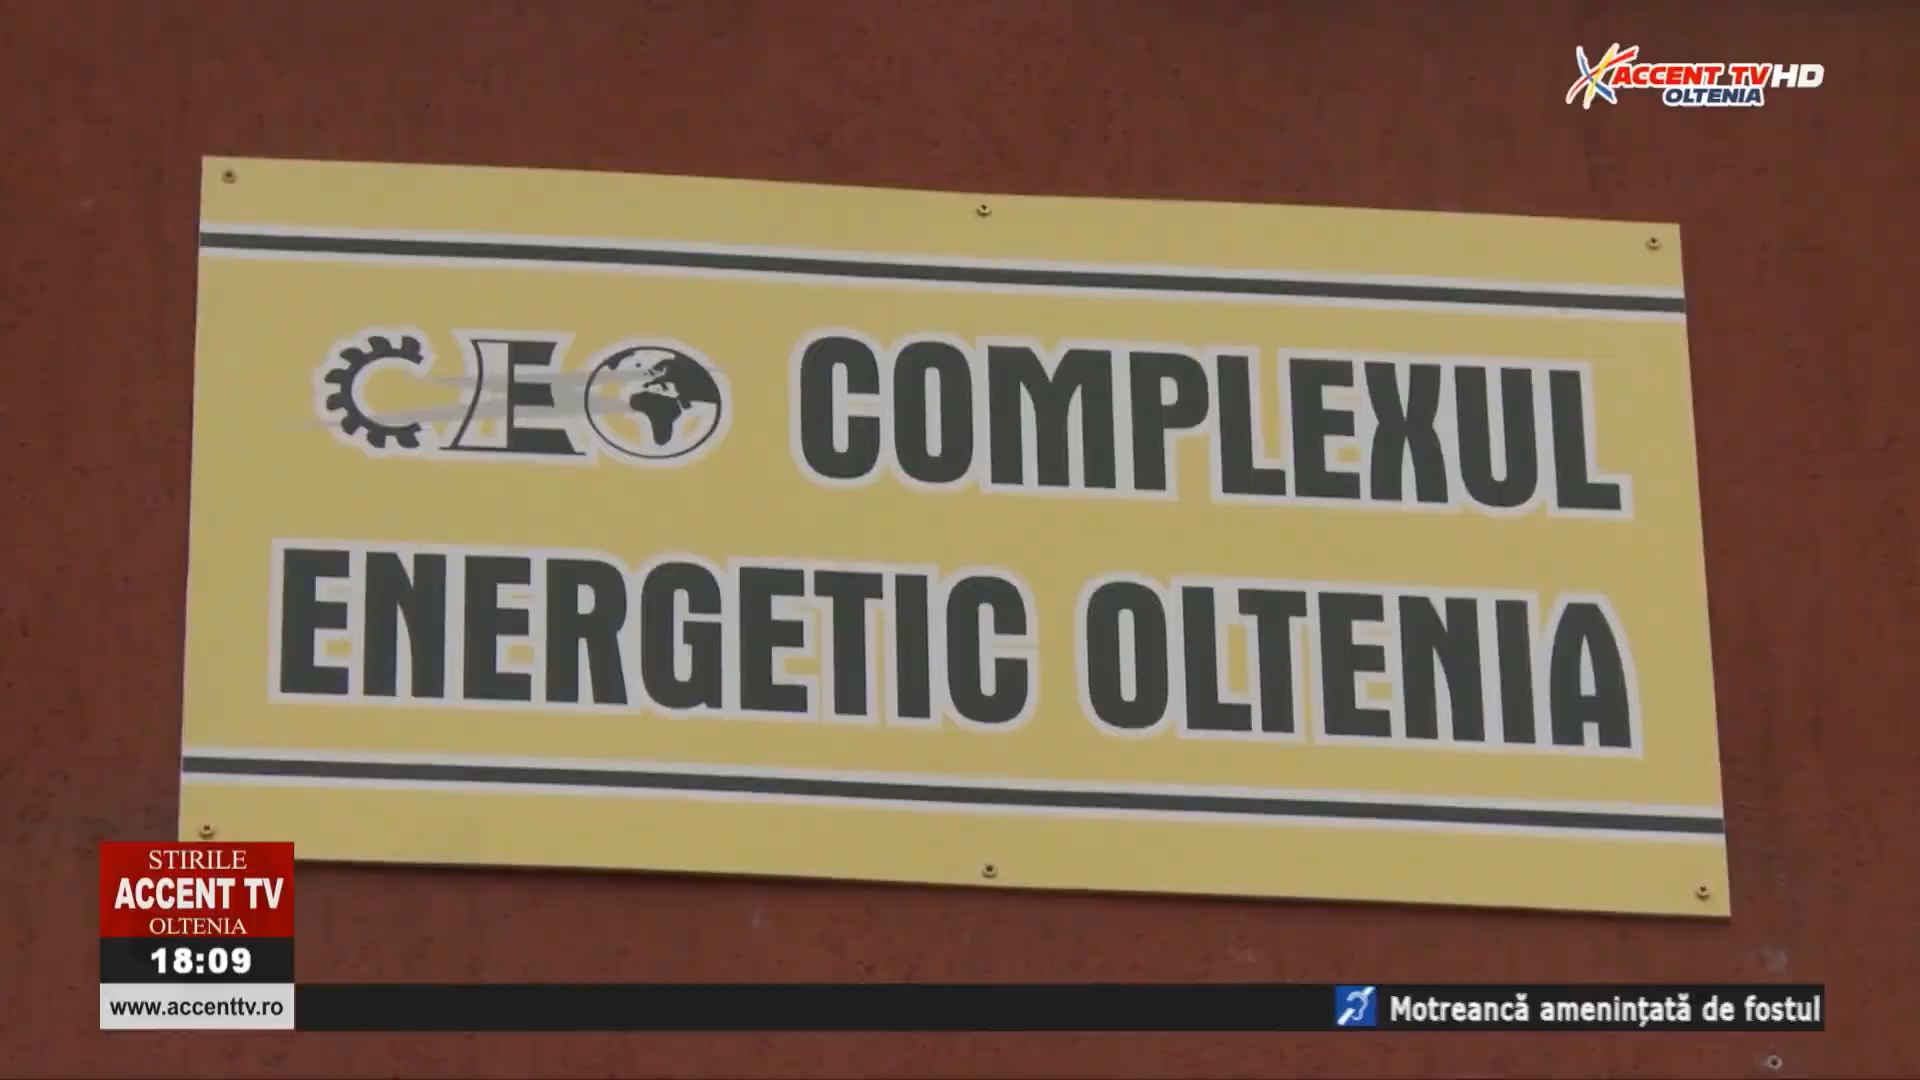 ACCENT TV HD
OLTENIA
CEO COMPLEXUL
ENERGETIC OLTENIA
STIRILE
ACCENT TV
OLTENIA
18:09
www.accenttv.ro
Motreancă amenințată de fostul